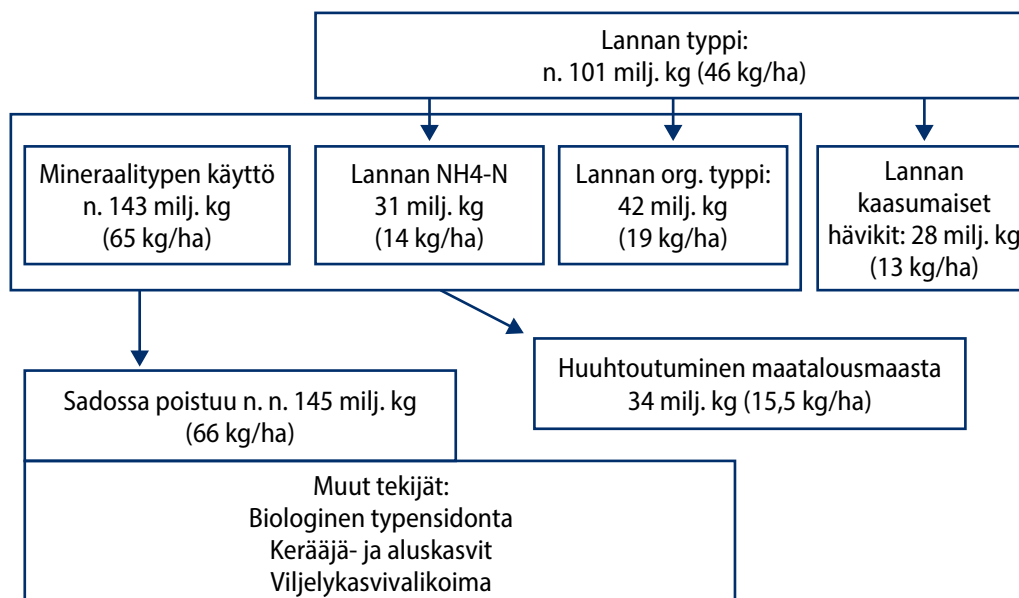 Lannan typpi:
n. 101 milj. kg (46 kg/ha)
Mineraalitypen käyttö
n. 143 milj. kg
(65 kg/ha)
Lannan NH4-N
31 milj. kg
(14 kg/ha)
Lannan org. typpi:
42 milj. kg
(19 kg/ha)
Lannan
kaasumaiset
hävikit: 28 milj. kg
(13 kg/ha)
Huuhtoutuminen maatalousmaasta
34 milj. kg (15,5 kg/ha)
Sadossa poistuu n. n. 145 milj. kg
(66 kg/ha)
Muut tekijät:
Biologinen typensidonta
Kerääjä- ja aluskasvit
Viljelykasvivalikoima